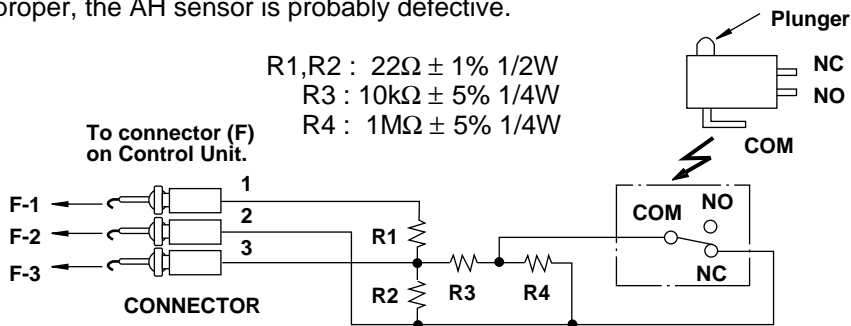 proper, the AH sensor is probably defective.
Plunger
R1,R2 : 22Ω ± 1% 1/2W
R3 : 10kΩ ± 5% 1/4W
R4 : 1MΩ ± 5% 1/4W
NC
NO
COM
To connector (F)
on Control Unit.
F-1
1
F-2
2
F-3
3
CONNECTOR
R1
R2
R3
R4
COM
NO
NC